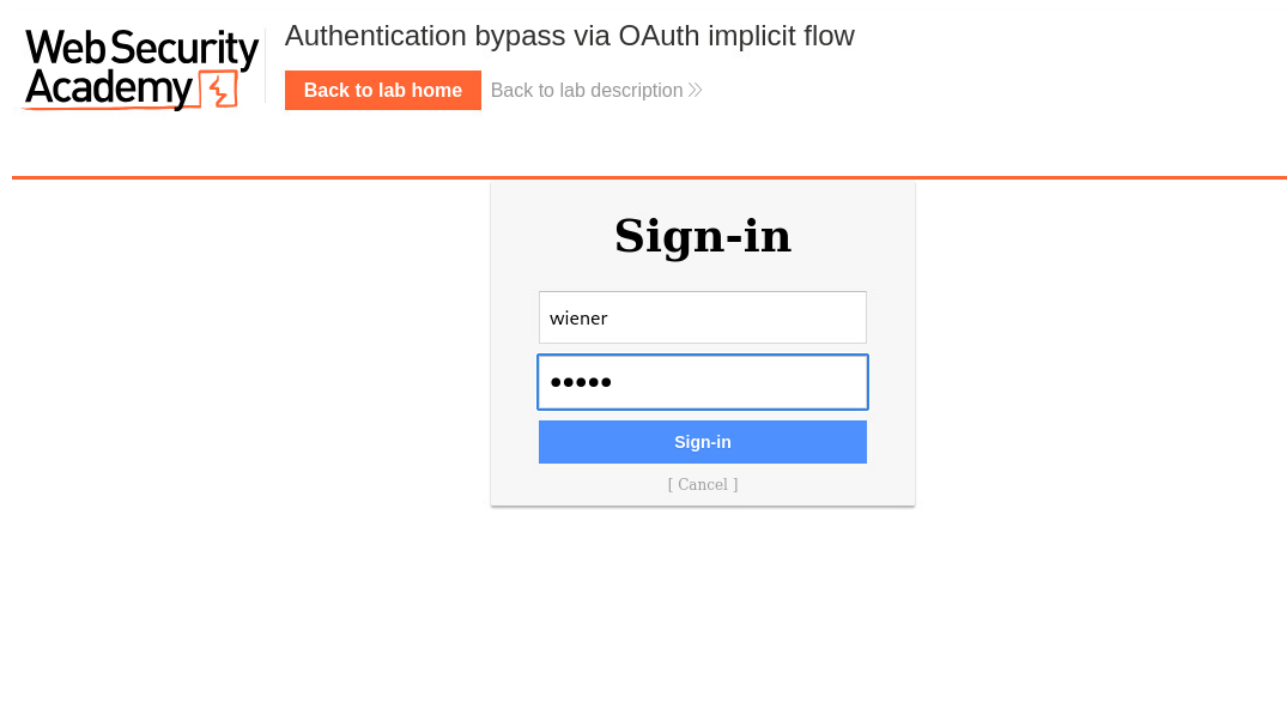 Web Security
Academy
Authentication bypass via OAuth implicit flow
Back to lab home
Back to lab description
Sign-in
wiener
•••••
Sign-in
[ Cancel ]